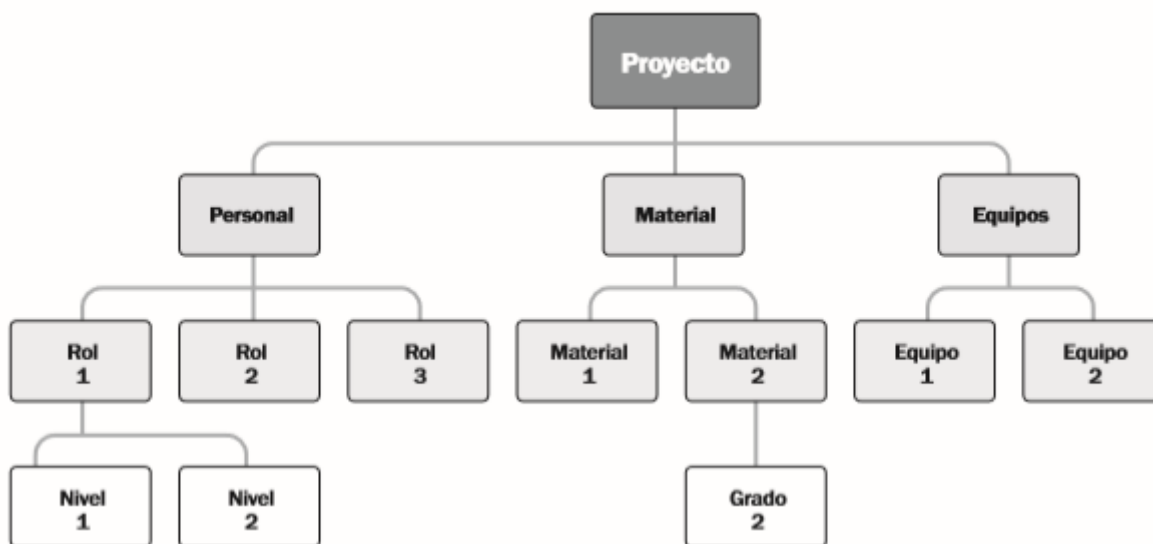 Proyecto
Personal
Material
Equipos
Rol
1
Rol
2
Rol
3
Material
1
Material
2
Equipo
1
Equipo
2
Nivel
1
Nivel
2
Grado
2